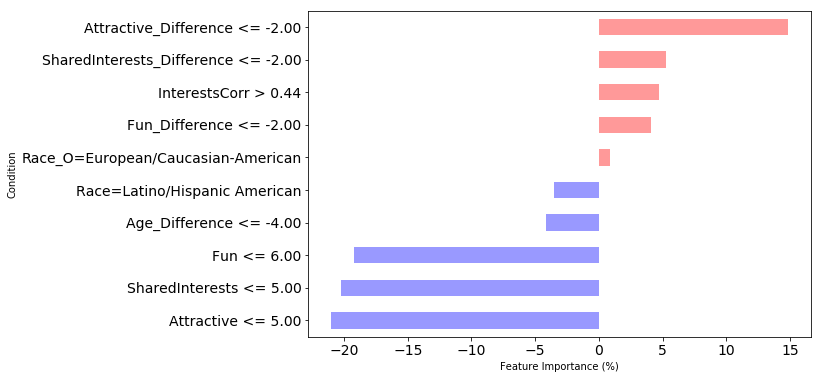 Attractive_Difference <= -2.00
SharedInterests_Difference <= -2.00
InterestsCorr > 0.44
Fun_Difference <= -2.00
Race_O=European/Caucasian-American
Race=Latino/Hispanic American
Age_Difference <= -4.00
Fun <= 6.00
SharedInterests <= 5.00
Attractive <= 5.00
Condition
−20 −15 −10 −5 0 5 10 15
Feature Importance (%)